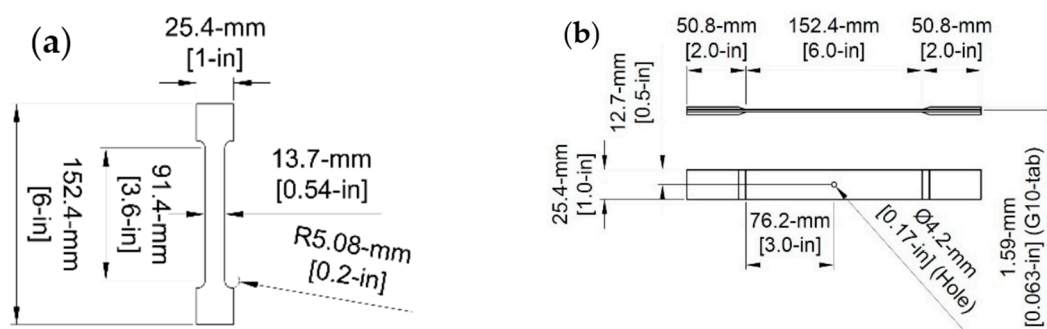 (a)
25.4-mm
[1-in]
152.4-mm
[6-in]
91.4-mm
[3.6-in]
13.7-mm
[0.54-in]
R5.08-mm
[0.2-in]
(b)
50.8-mm
[2.0-in]
152.4-mm
[6.0-in]
50.8-mm
[2.0-in]
12.7-mm
[0.5-in]
25.4-mm
[1.0-in]
76.2-mm
[3.0-in]
Ø4.2-mm
[0.17-in] (Hole)
1.59-mm
[0.063-in] (G10-tab)